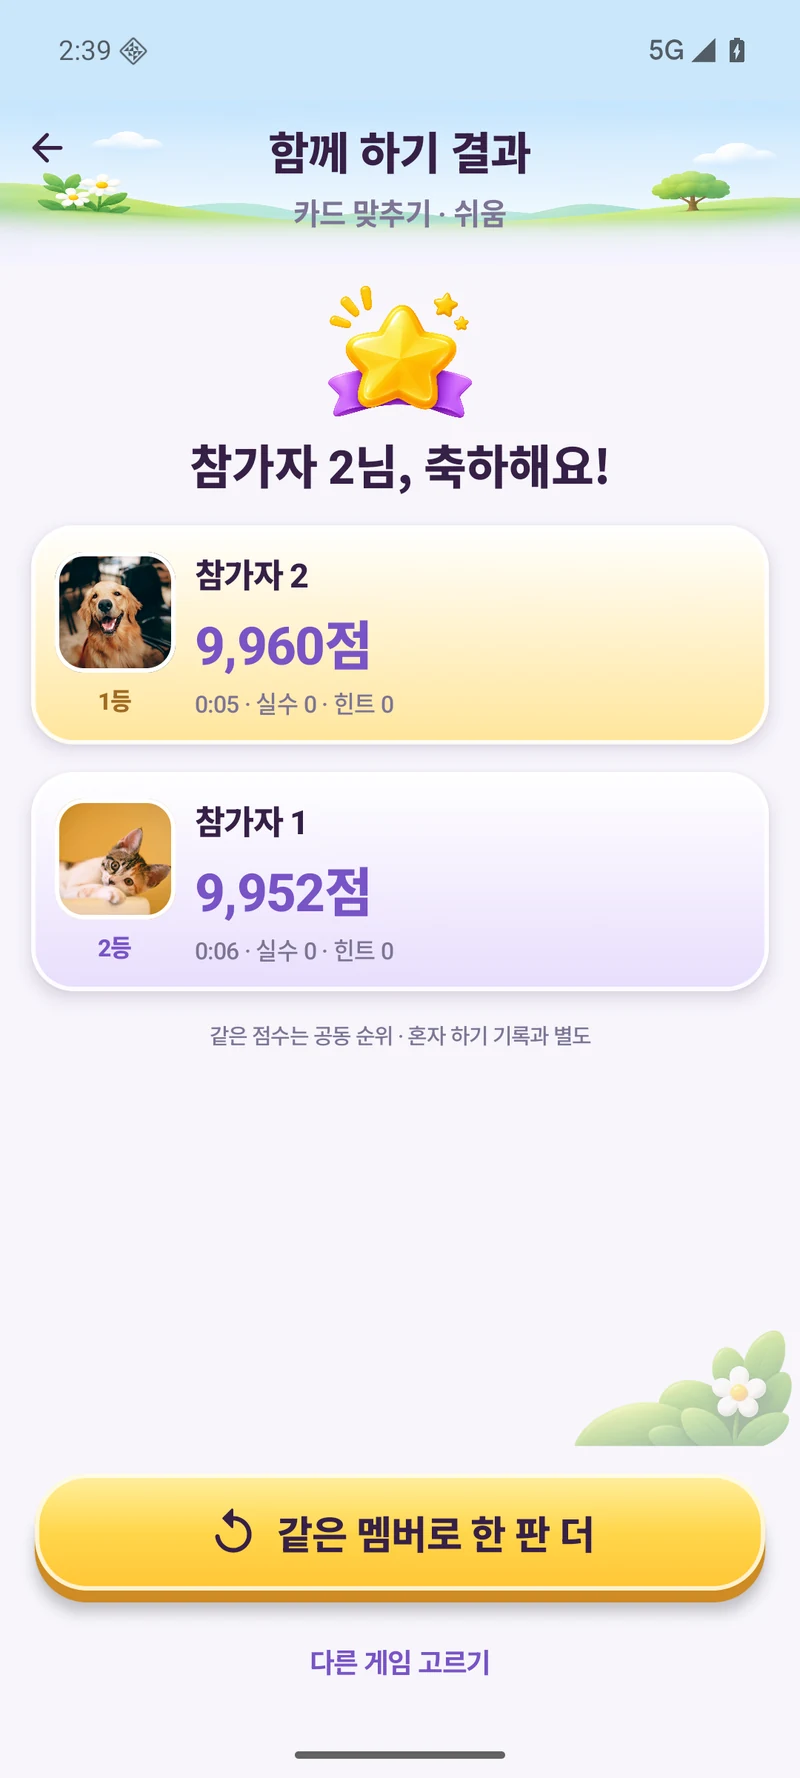 2:39
5G
함께 하기 결과
카드 맞추기 · 쉬움
참가자 2님, 축하해요!
참가자 2
9,960점
1등
0:05 · 실수 0 · 힌트 0
참가자 1
9,952점
2등
0:06 · 실수 0 · 힌트 0
같은 점수는 공동 순위 · 혼자 하기 기록과 별도
같은 멤버로 한 판 더
다른 게임 고르기